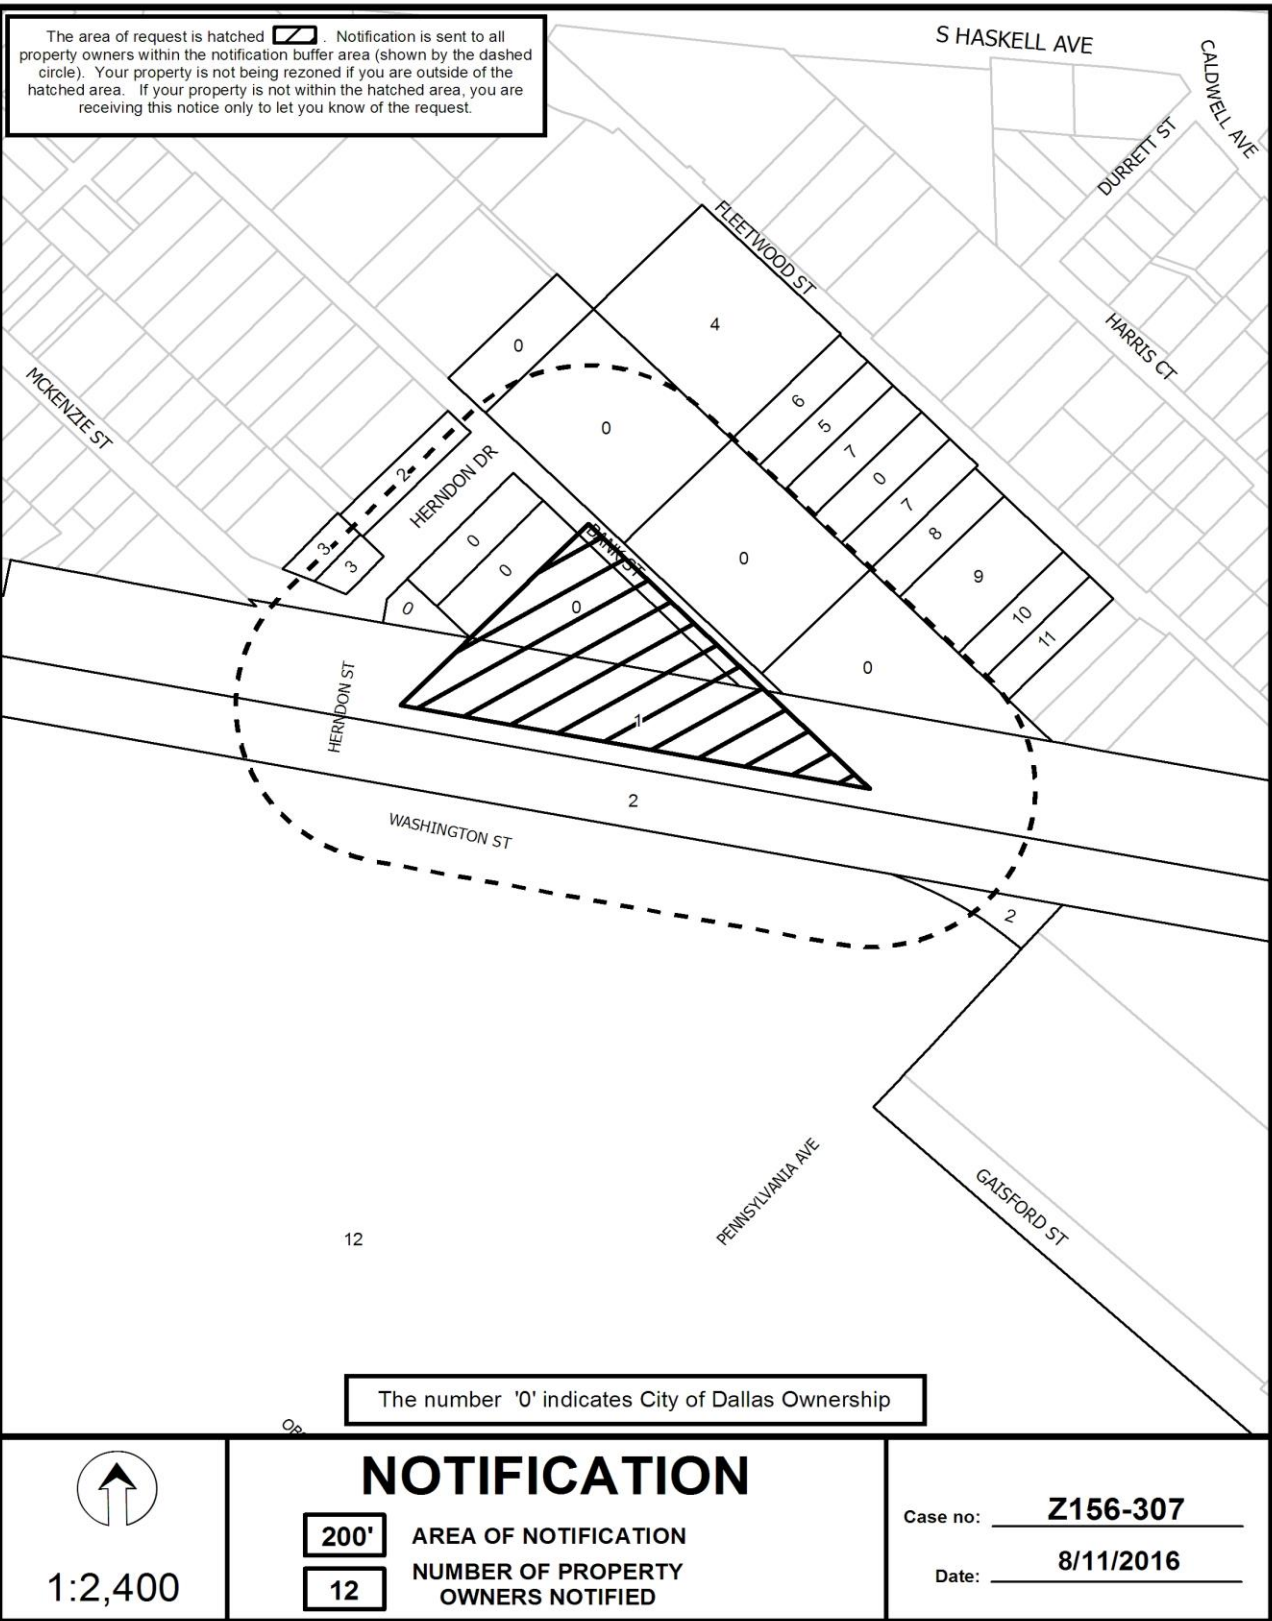 The area of request is hatched . Notification is sent to all
property owners within the notification buffer area (shown by the dashed
circle). Your property is not being rezoned if you are outside of the
hatched area. If your property is not within the hatched area, you are
receiving this notice only to let you know of the request.
S HASKELL AVE
CALDWELL AVE
DURRETT ST
FLEETWOOD ST
HARRIS CT
4
0
MCKENZIE ST
6
5
0
7
HERNDON DR
2
0
7
8
3
3
0
0
BANK ST
0
9
0
0
10
11
0
HERNDON ST
1
2
WASHINGTON ST
2
PENNSYLVANIA AVE
GAISFORD ST
12
The number '0' indicates City of Dallas Ownership
1:2,400
NOTIFICATION
200' AREA OF NOTIFICATION
12 NUMBER OF PROPERTY
OWNERS NOTIFIED
Case no: Z156-307
Date: 8/11/2016